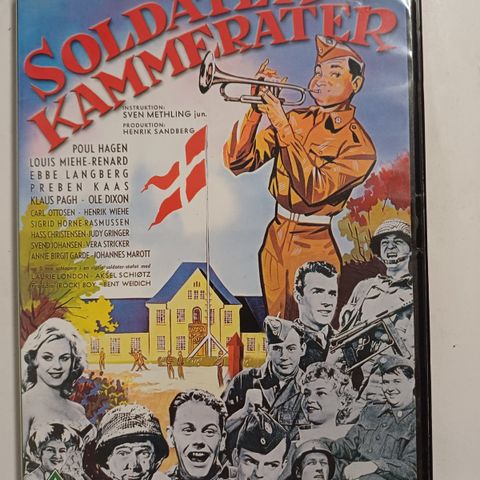 SOLDATER
KAMMERATER
INSTRUKTION:
SVEN METHLING jun.
PRODUKTION:
HENRIK SANDBERG
POUL HAGEN
LOUIS MIEHE-RENARD
EBBE LANGBERG
PREBEN KAAS
KLAUS PAGH - OLE DIXON
CARL OTTOSEN - HENRIK WIEHE
SIGRID HORNE-RASMUSSEN
HASS CHRISTENSEN - JUDY GRINGER
SVEND JOHANSEN - VERA STRICKER
ANNE BIRGIT GARDE - JOHANNES MAROTT
LAURIE LONDON - AKSEL SCHIØTZ
(ROCK) BOY - BENT WEIDICH